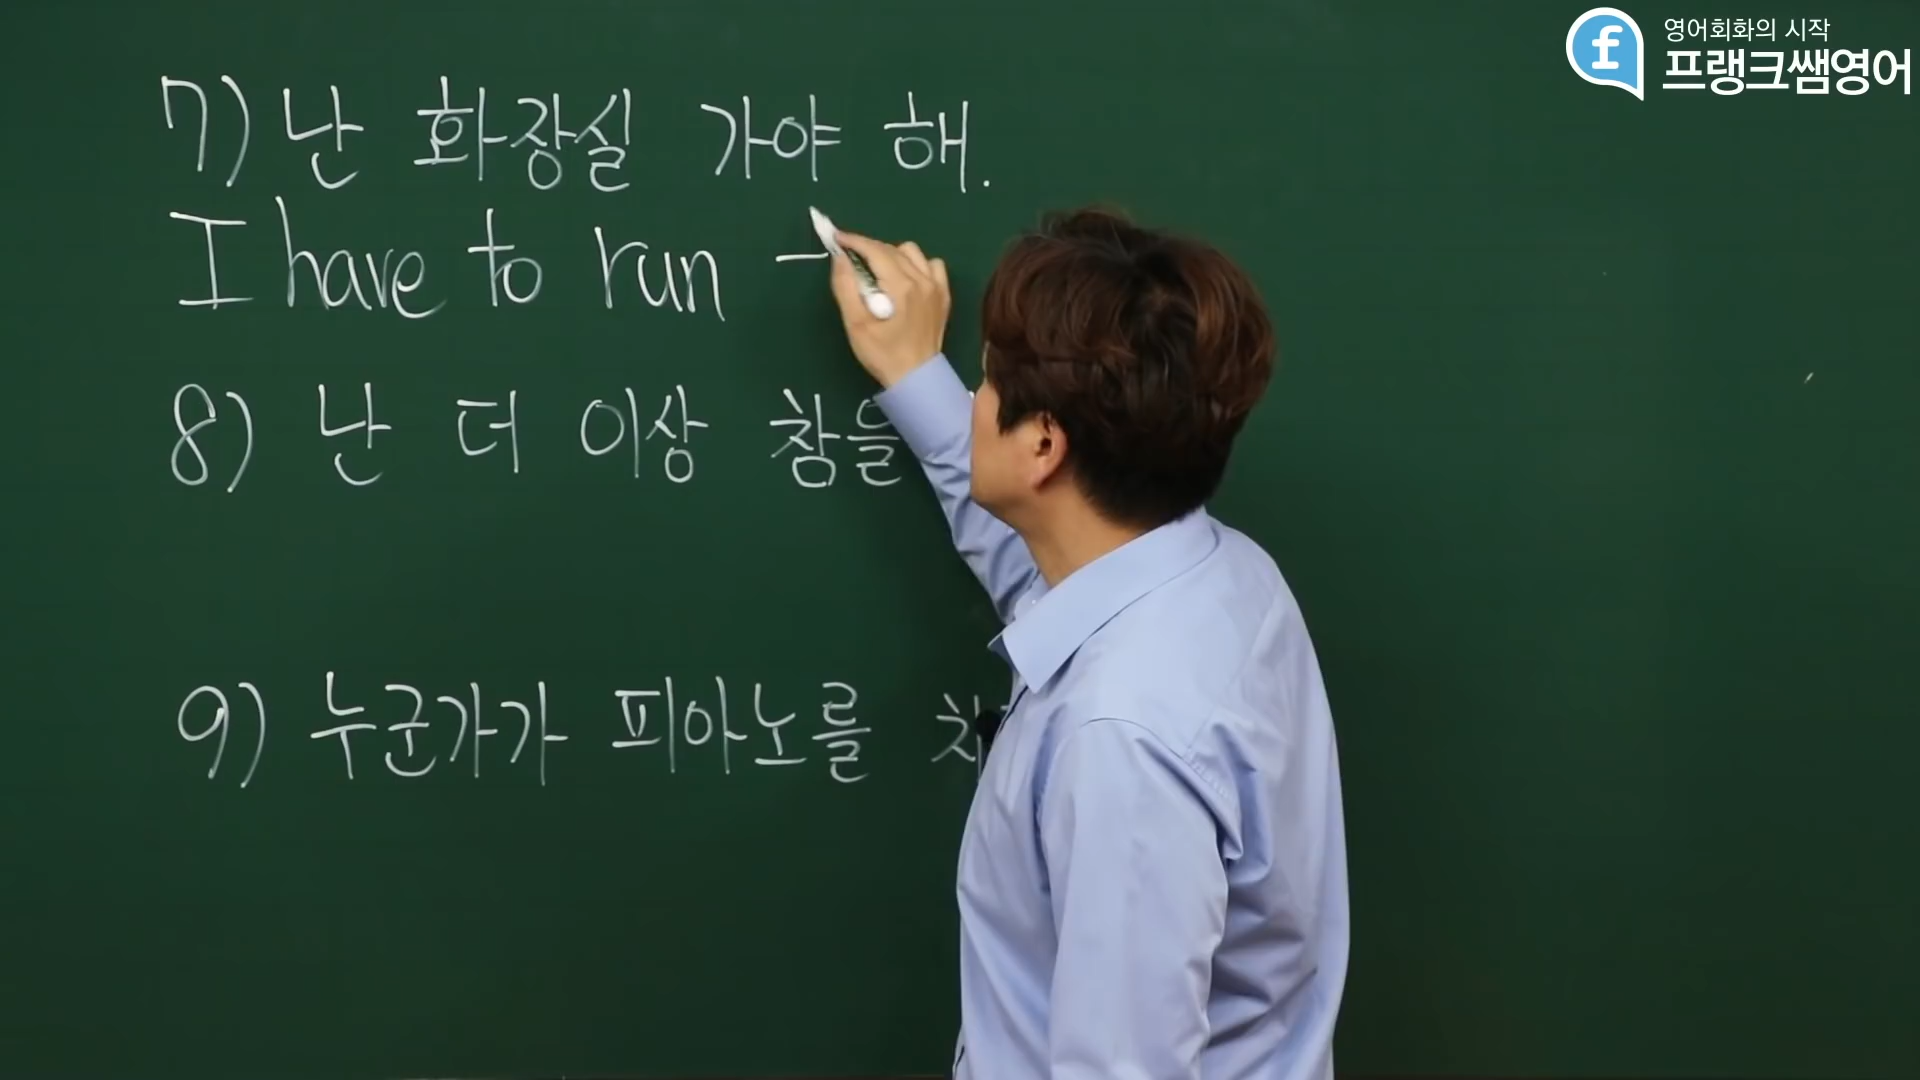 영어회화의 시작
프랭크쌤영어
7) 난 화장실 가야 해.
I have to run
8) 난 더 이상 참을
9) 누군가가 피아노를 치